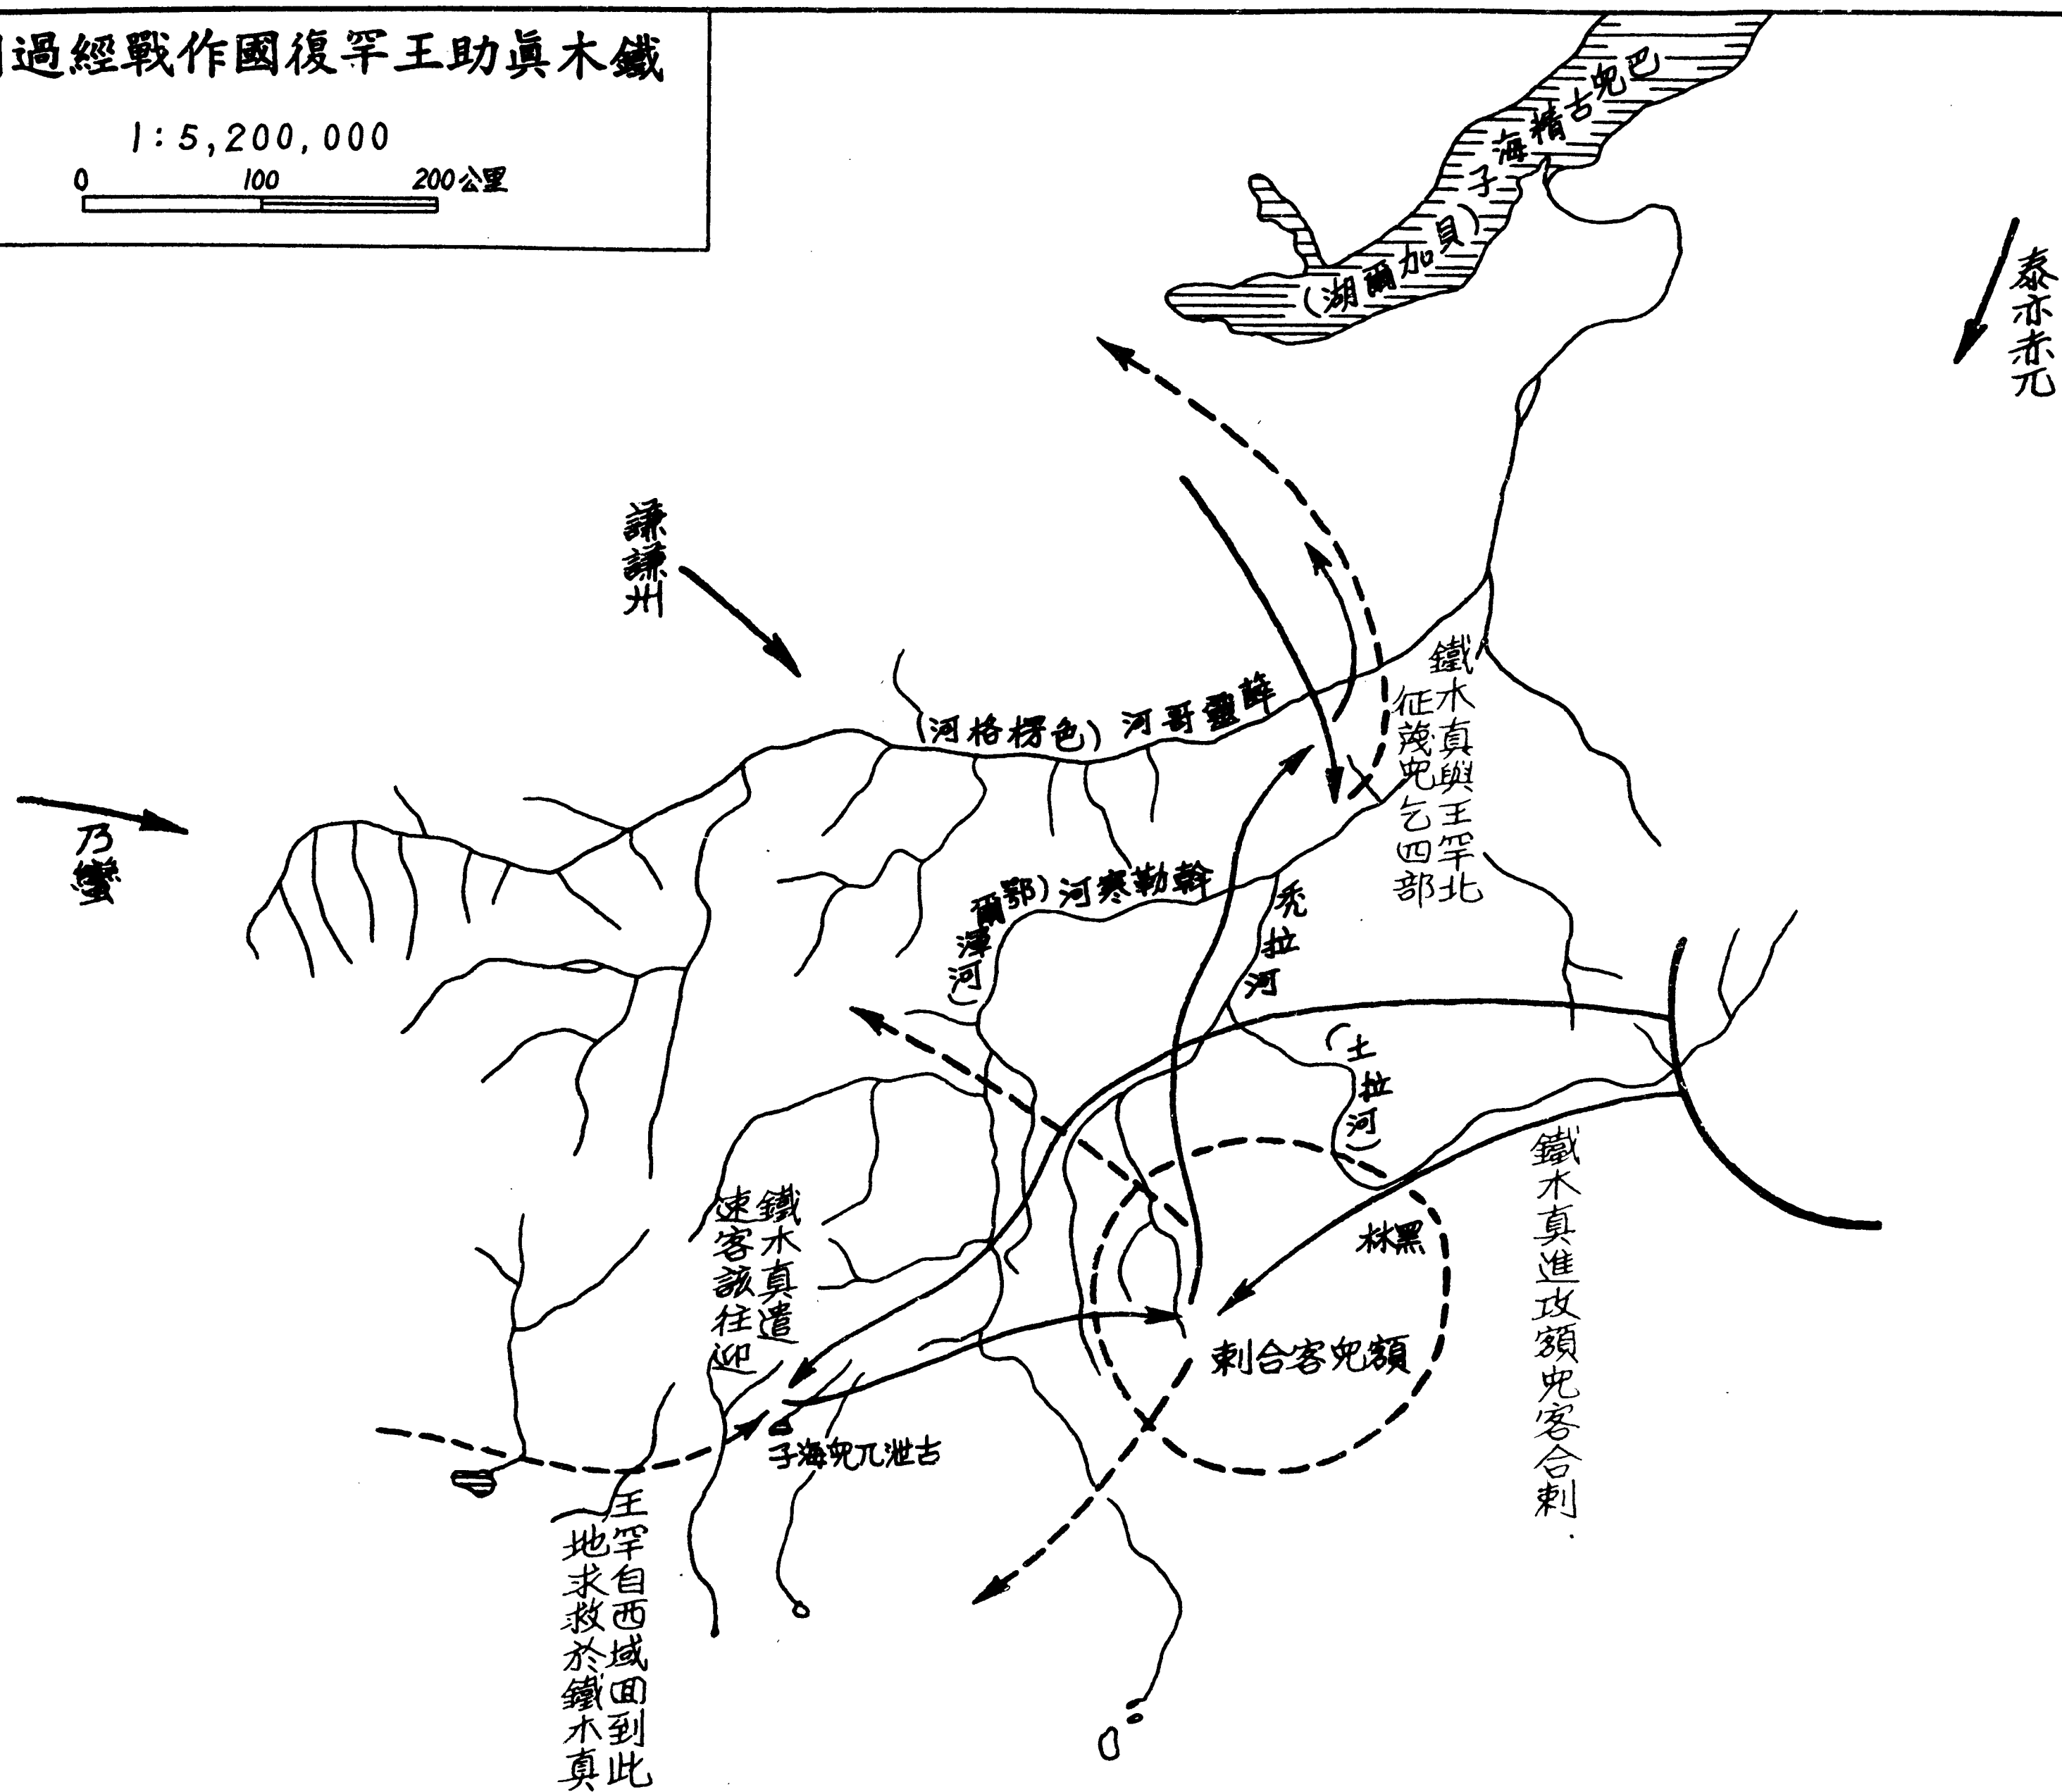 鐵木眞助王罕復國作戰經過
1:5,200,000
0 100 200公里
巴兒古精海子
(貝加爾湖)
泰亦赤兀
謙謙州
乃蠻
薛靈哥河(色楞格河)
鐵木真與王罕北
征蔑兒乞四部
斡勒寒河(鄂爾渾河)
禿拉河
(土拉河)
鐵木真進攻額兒客合剌
黑林
額兒客合剌
鐵木真遣
速客該往迎
古泄兀兒海子
王罕自西域回到此
地求救於鐵木真